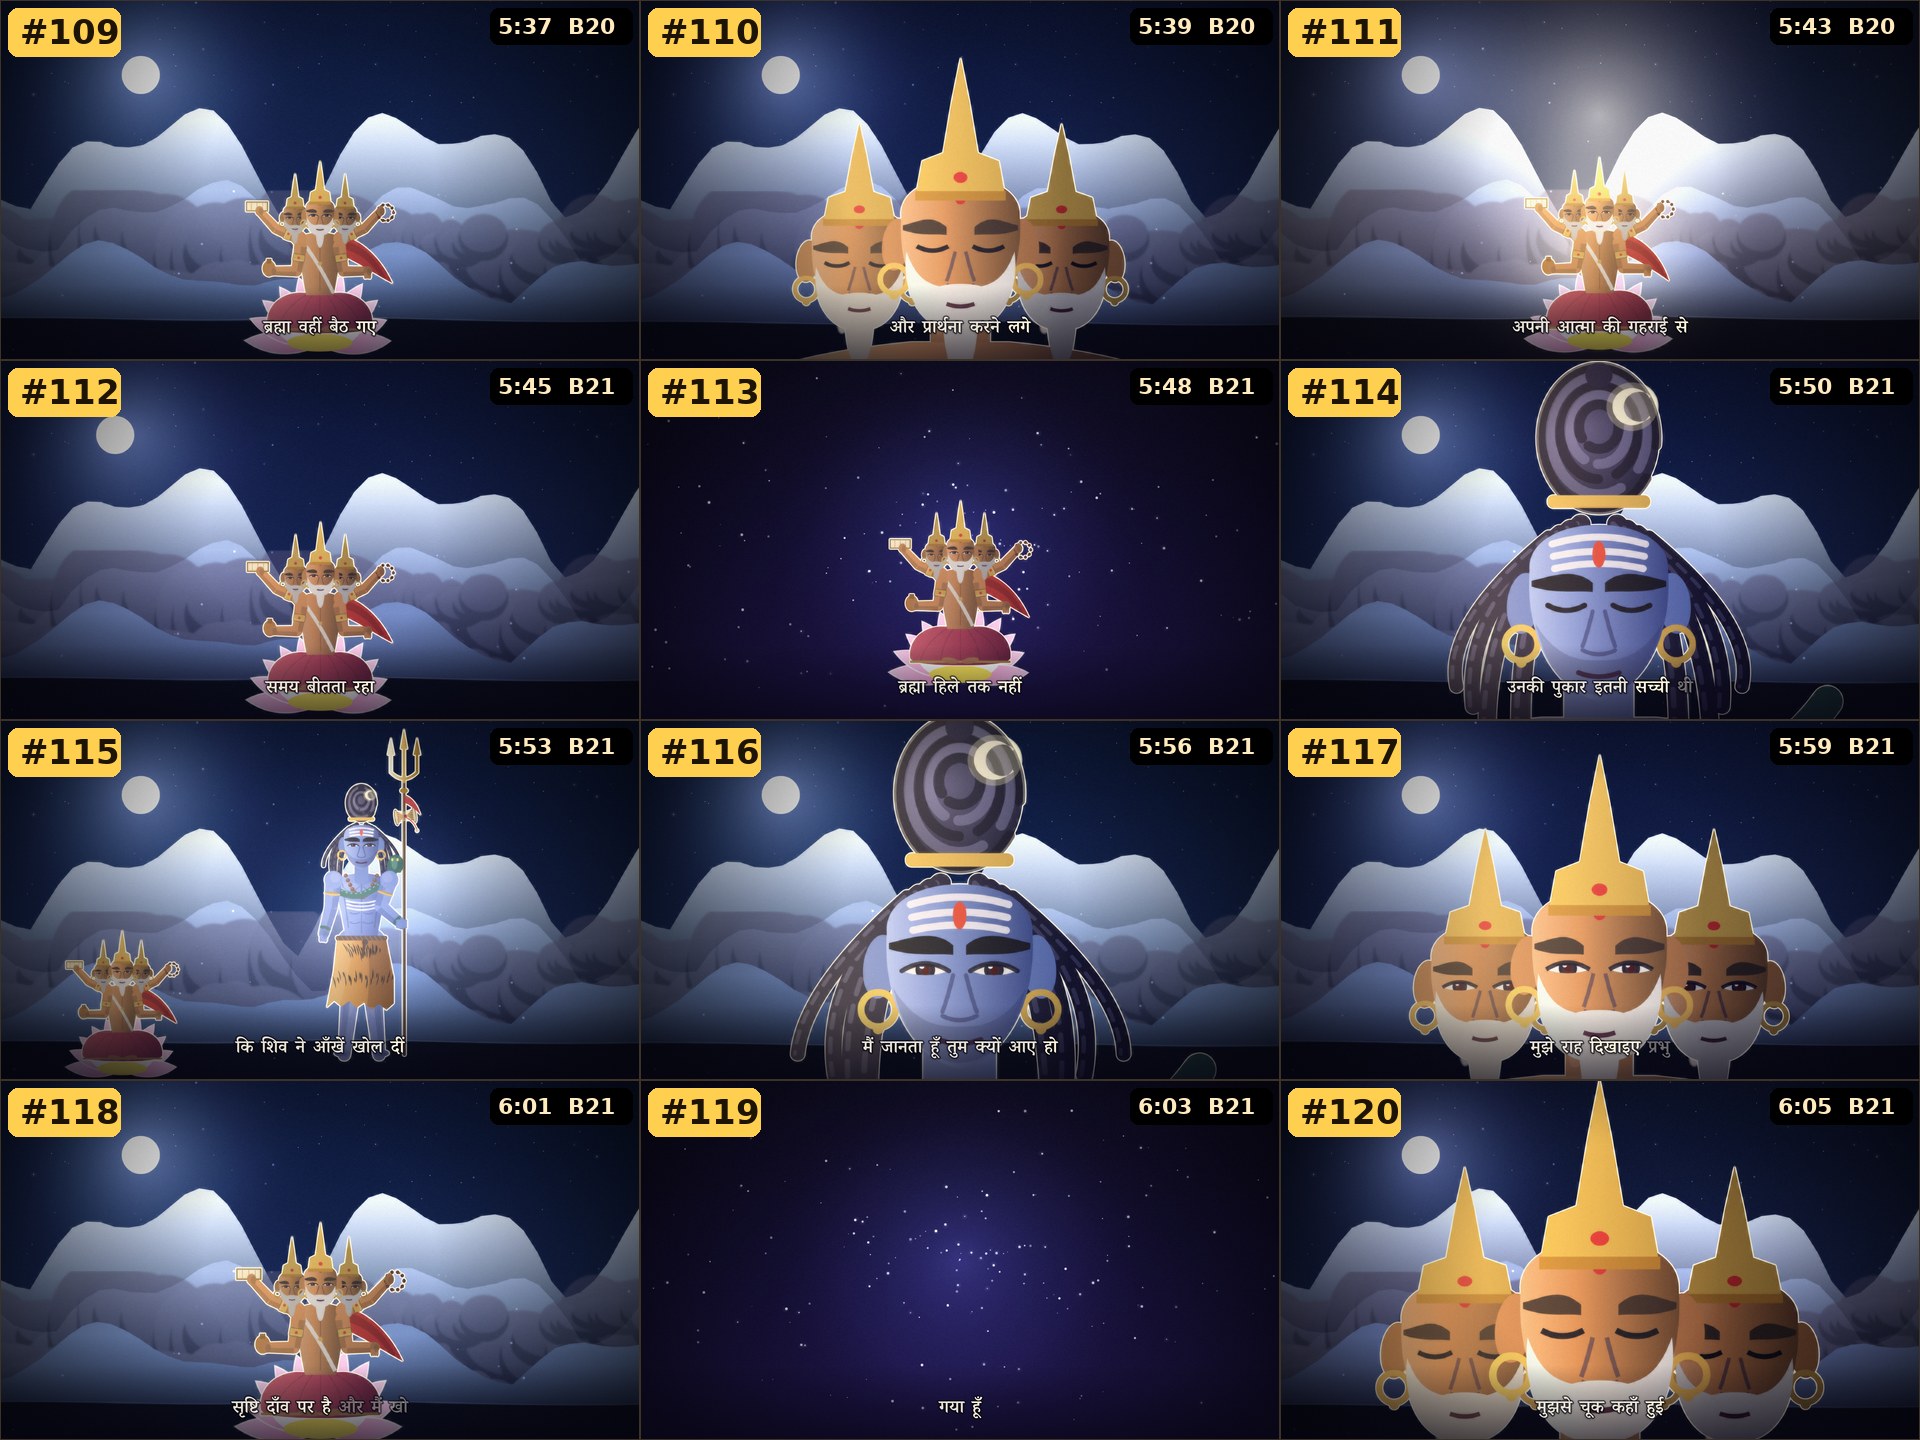 #109
5:37 B20
ब्रह्मा वहीं बैठ गए
#110
5:39 B20
और प्रार्थना करने लगे
#111
5:43 B20
अपनी आत्मा की गहराई से
#112
5:45 B21
समय बीतता रहा
#113
5:48 B21
ब्रह्मा हिले तक नहीं
#114
5:50 B21
उनकी पुकार इतनी सच्ची थी
#115
5:53 B21
कि शिव ने आँखें खोल दीं
#116
5:56 B21
मैं जानता हूँ तुम क्यों आए हो
#117
5:59 B21
मुझे राह दिखाइए प्रभु
#118
6:01 B21
सृष्टि दाँव पर है और मैं खो
#119
6:03 B21
गया हूँ
#120
6:05 B21
मुझसे चूक कहाँ हुई